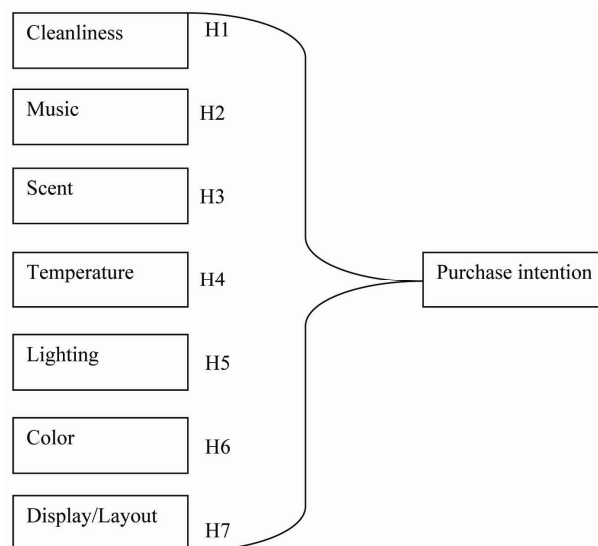 Cleanliness
H1
Music
H2
Scent
H3
Temperature
H4
Purchase intention
Lighting
H5
Color
H6
Display/Layout
H7